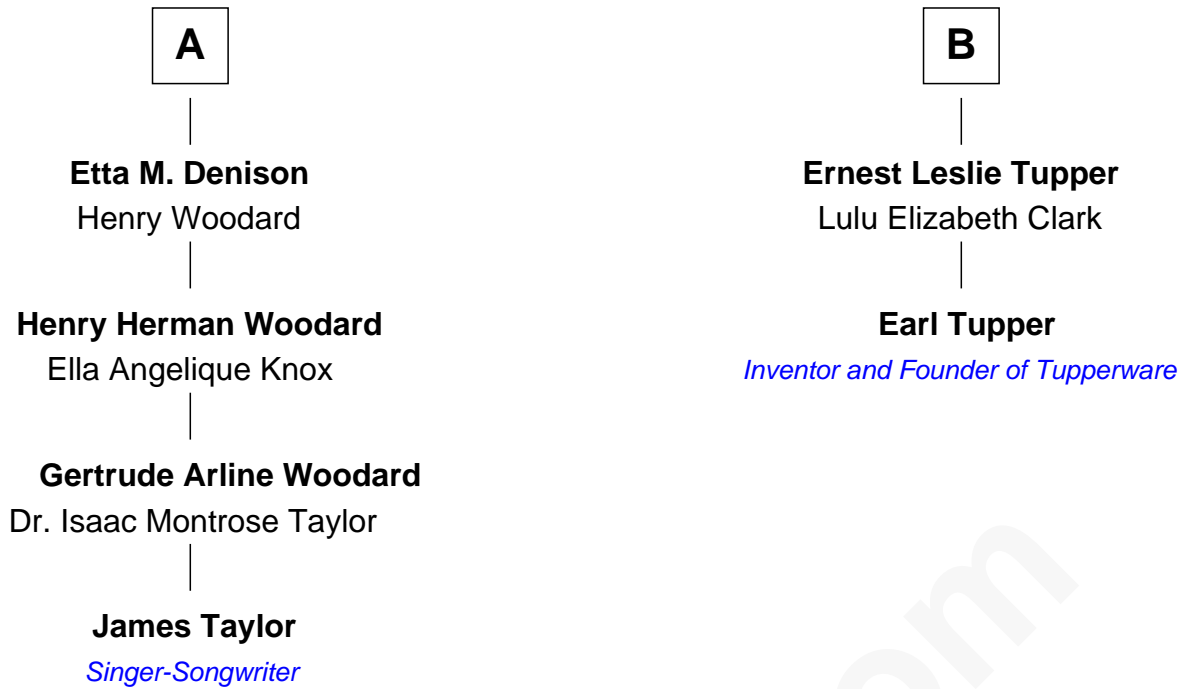 A
Etta M. Denison
Henry Woodard
Henry Herman Woodard
Ella Angelique Knox
Gertrude Arline Woodard
Dr. Isaac Montrose Taylor
James Taylor
Singer-Songwriter
B
Ernest Leslie Tupper
Lulu Elizabeth Clark
Earl Tupper
Inventor and Founder of Tupperware
om